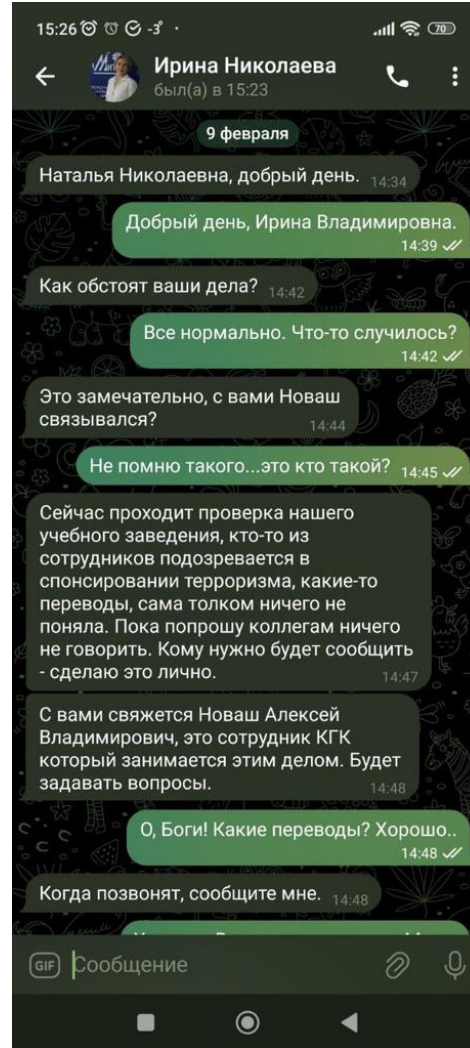 15:26 -3° ·
70
Ирина Николаева
был(а) в 15:23
9 февраля
Наталья Николаевна, добрый день. 14:34
Добрый день, Ирина Владимировна.
14:39
Как обстоят ваши дела? 14:42
Все нормально. Что-то случилось?
14:42
Это замечательно, с вами Новаш
связывался? 14:44
Не помню такого...это кто такой? 14:45
Сейчас проходит проверка нашего
учебного заведения, кто-то из
сотрудников подозревается в
спонсировании терроризма, какие-то
переводы, сама толком ничего не
поняла. Пока попрошу коллегам ничего
не говорить. Кому нужно будет сообщить
- сделаю это лично. 14:47
С вами свяжется Новаш Алексей
Владимирович, это сотрудник КГК
который занимается этим делом. Будет
задавать вопросы. 14:48
О, Боги! Какие переводы? Хорошо..
14:48
Когда позвонят, сообщите мне. 14:48
GIF Сообщение